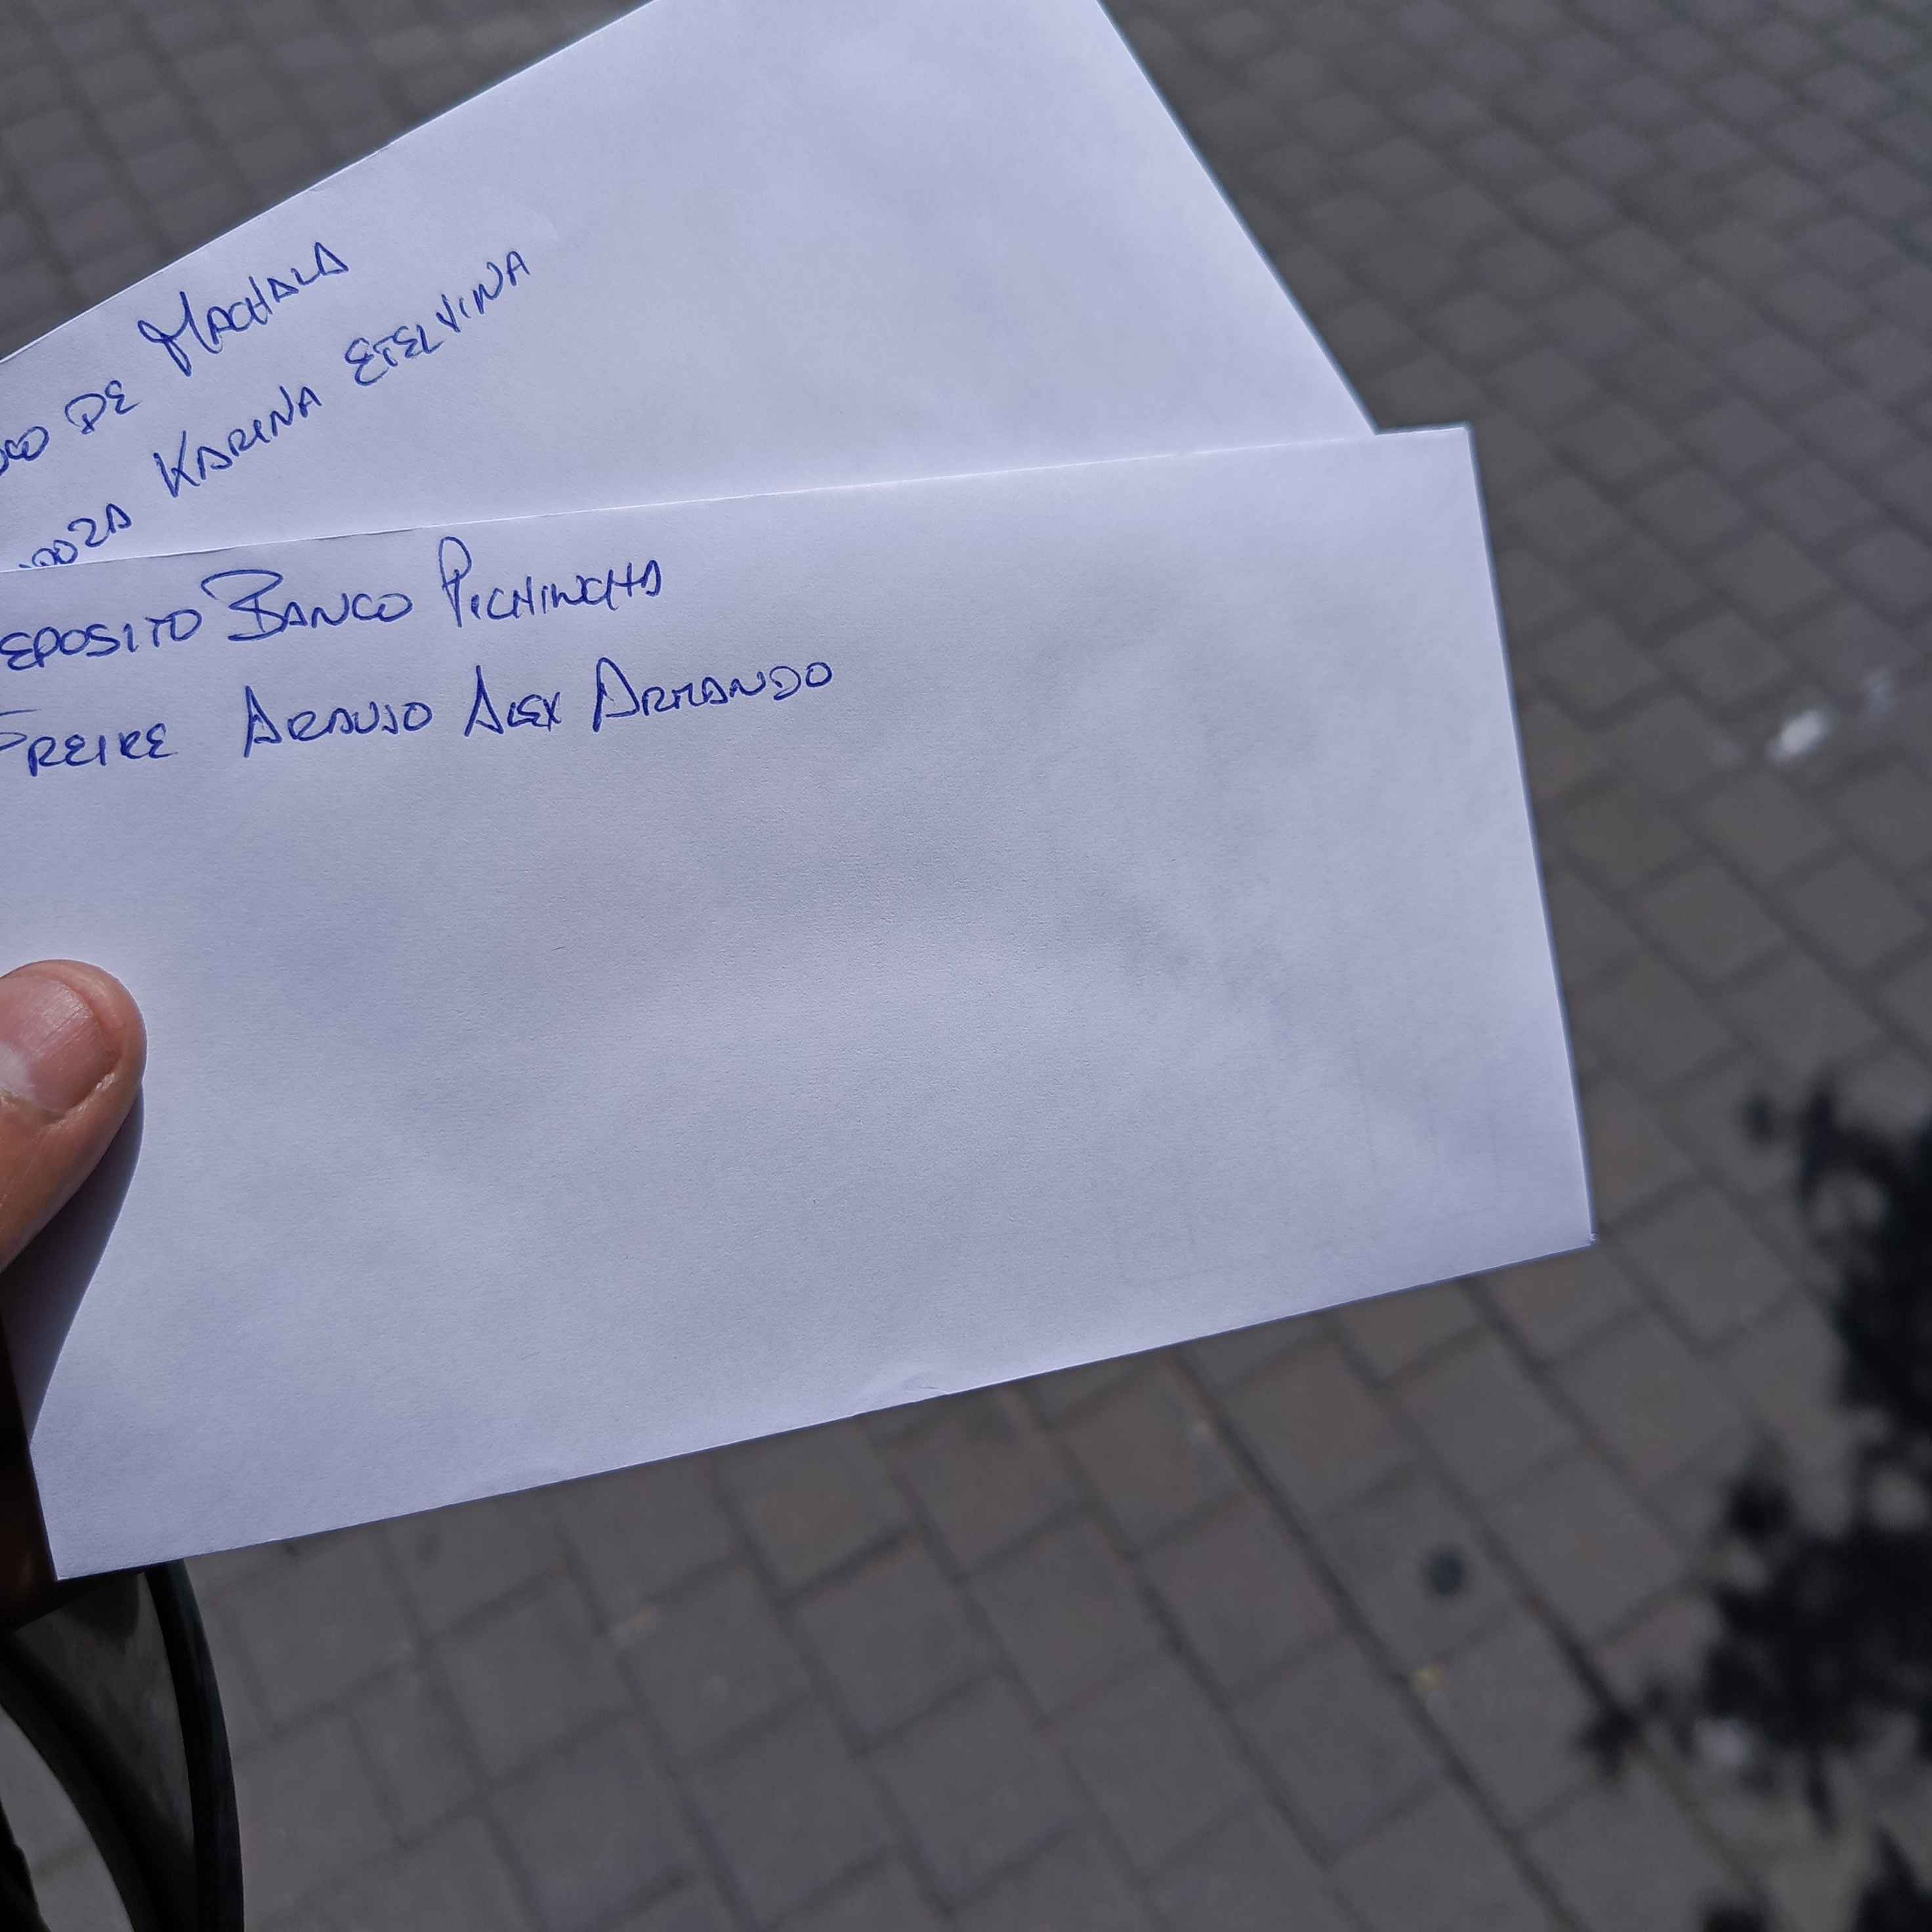 DE MACHALA
KARINA ETELVINA
EPOSITO BANCO PICHINCHA
FREIRE ARAUJO ALEX ARMANDO